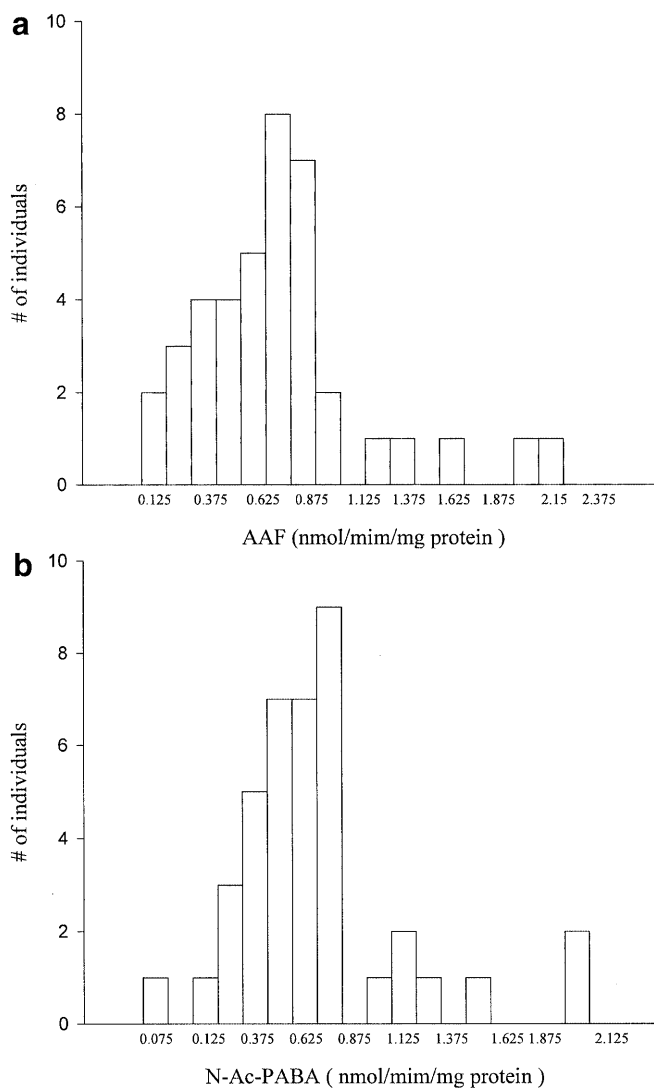 a
10
8
6
4
2
0
# of individuals
0.125 0.375 0.625 0.875 1.125 1.375 1.625 1.875 2.15 2.375
AAF (nmol/mim/mg protein )
b
10
8
6
4
2
0
# of individuals
0.075 0.125 0.375 0.625 0.875 1.125 1.375 1.625 1.875 2.125
N-Ac-PABA ( nmol/mim/mg protein )